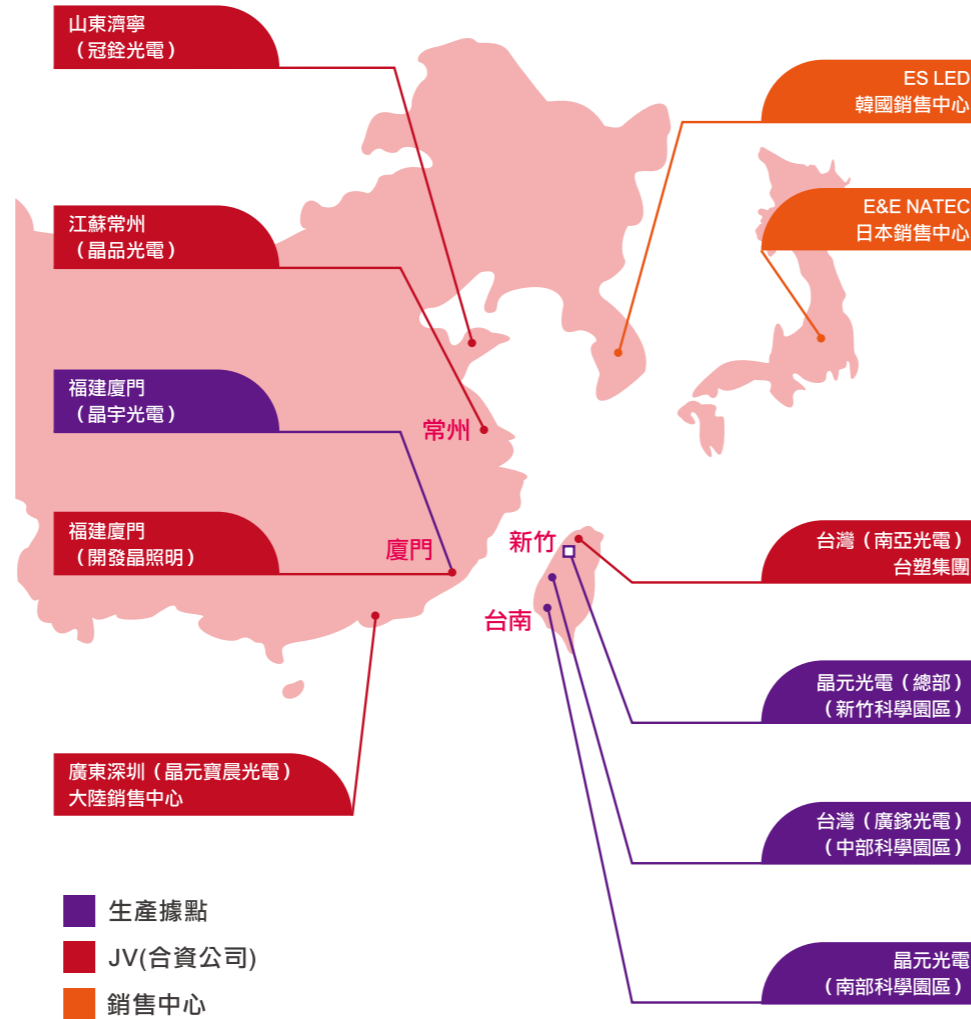 山東濟寧
（冠銓光電）
ES LED
韓國銷售中心
江蘇常州
（晶品光電）
E&E NATEC
日本銷售中心
福建廈門
（晶宇光電）
常州
福建廈門
（開發晶照明）
廈門
新竹
台南
台灣（南亞光電）
台塑集團
晶元光電（總部）
（新竹科學園區）
廣東深圳（晶元寶晨光電）
大陸銷售中心
台灣（廣鎵光電）
（中部科學園區）
晶元光電
（南部科學園區）
生產據點
JV(合資公司)
銷售中心